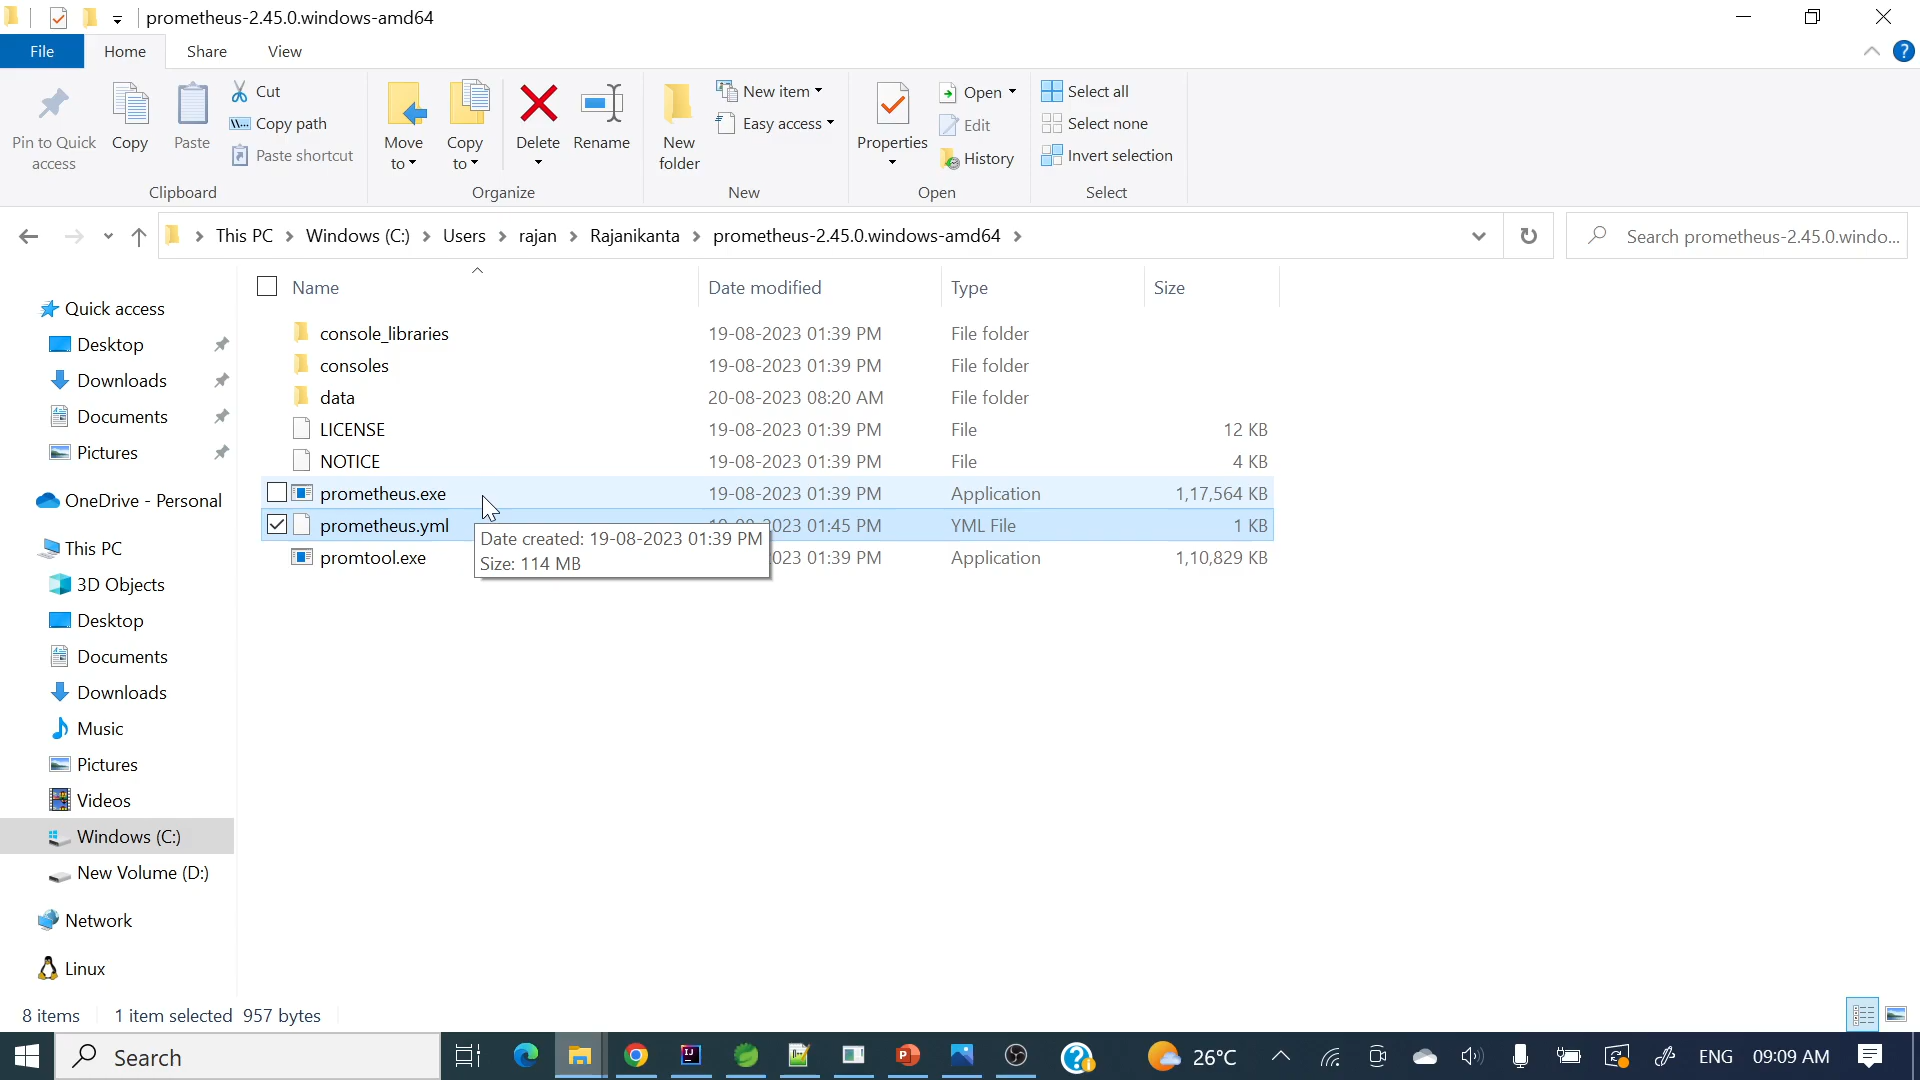 prometheus-2.45.0.windows-amd64
File Home Share View
Pin to Quick access
Copy
Paste
Cut
Copy path
Paste shortcut
Clipboard
Move to
Copy to
Delete
Rename
Organize
New folder
New item
Easy access
New
Properties
Open
Edit
History
Open
Select all
Select none
Invert selection
Select
This PC Windows (C:) Users rajan Rajanikanta prometheus-2.45.0.windows-amd64
Search prometheus-2.45.0.windo...
Quick access
Desktop
Downloads
Documents
Pictures
OneDrive - Personal
This PC
3D Objects
Desktop
Documents
Downloads
Music
Pictures
Videos
Windows (C:)
New Volume (D:)
Network
Linux
Name Date modified Type Size
console_libraries 19-08-2023 01:39 PM File folder
consoles 19-08-2023 01:39 PM File folder
data 20-08-2023 08:20 AM File folder
LICENSE 19-08-2023 01:39 PM File 12 KB
NOTICE 19-08-2023 01:39 PM File 4 KB
prometheus.exe 19-08-2023 01:39 PM Application 1,17,564 KB
prometheus.yml 023 01:45 PM YML File 1 KB
promtool.exe 023 01:39 PM Application 1,10,829 KB
Date created: 19-08-2023 01:39 PM
Size: 114 MB
8 items 1 item selected 957 bytes
Search 26°C ENG 09:09 AM